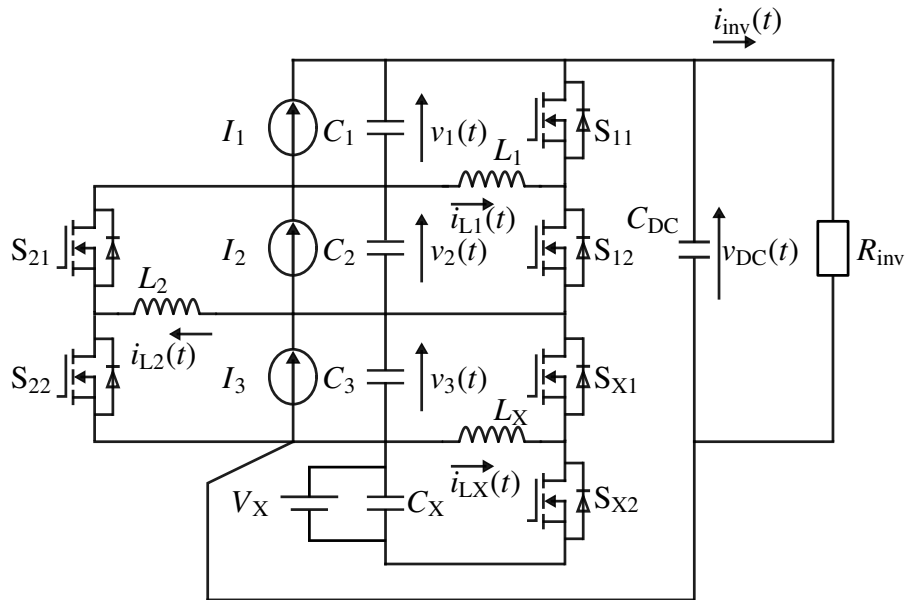 i_inv(t)
I_1
C_1
v_1(t)
S_11
L_1
i_L1(t)
S_21
I_2
C_2
v_2(t)
S_12
C_DC
v_DC(t)
R_inv
L_2
i_L2(t)
S_22
I_3
C_3
v_3(t)
S_X1
L_X
i_LX(t)
V_X
C_X
S_X2